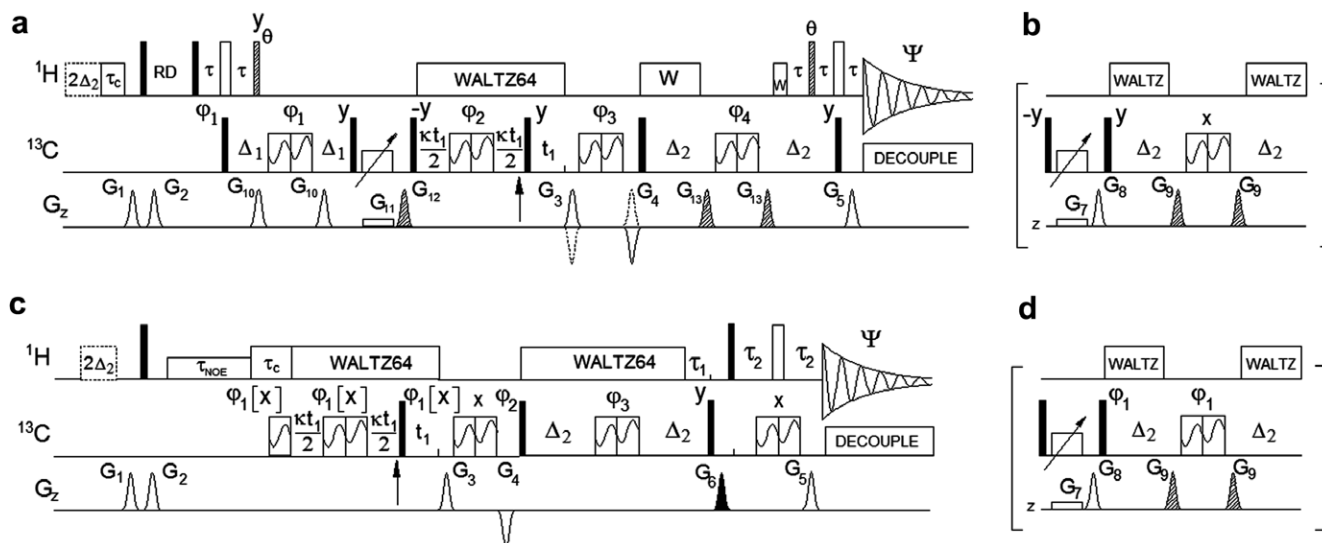 a
y
θ
θ
Ψ
¹H
2Δ₂
τc
RD
τ
τ
WALTZ64
W
W
τ
τ
τ
φ₁
φ₁
y
-y
φ₂
y
φ₃
φ₄
y
¹³C
Δ₁
Δ₁
κt₁/2
κt₁/2
t₁
Δ₂
Δ₂
DECOUPLE
Gz
G₁
G₂
G₁₀
G₁₀
G₁₁
G₁₂
G₃
G₄
G₁₃
G₁₃
G₅
b
WALTZ
WALTZ
-y
y
x
Δ₂
Δ₂
z
G₇
G₈
G₉
G₉
c
Ψ
¹H
2Δ₂
τNOE
τc
WALTZ64
WALTZ64
τ₁
τ₂
τ₂
φ₁[x]
φ₁[x]
φ₁[x]
x
φ₂
φ₃
y
x
¹³C
κt₁/2
κt₁/2
t₁
Δ₂
Δ₂
DECOUPLE
Gz
G₁
G₂
G₃
G₄
G₆
G₅
d
WALTZ
WALTZ
φ₁
φ₁
Δ₂
Δ₂
z
G₇
G₈
G₉
G₉